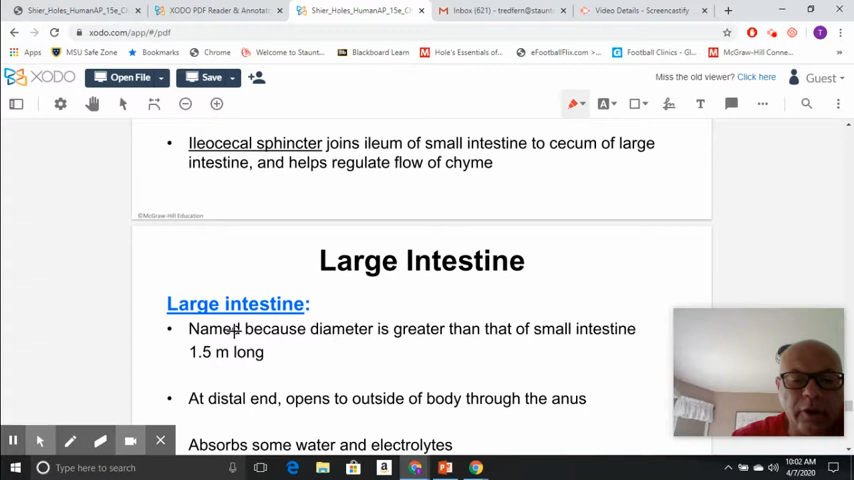 Shier_Holes_HumanAP_15e_Ch
XODO PDF Reader & Annotat
Shier_Holes_HumanAP_15e_Ch
Inbox (621) - tredfern@staunt
Video Details - Screencastify
xodo.com/app/#/pdf
T
Apps
MSU Safe Zone
Bookmarks
Chrome
Welcome to Staunt...
Blackboard Learn
Hole's Essentials of...
eFootballFlix.com >...
Football Clinics - Gl...
McGraw-Hill Conne...
XODO
Open File
Save
Missing the old viewer? Click here
Guest
• Ileocecal sphincter joins ileum of small intestine to cecum of large
intestine, and helps regulate flow of chyme
©McGraw-Hill Education
Large Intestine
Large intestine:
• Named because diameter is greater than that of small intestine
1.5 m long
• At distal end, opens to outside of body through the anus
Absorbs some water and electrolytes
Type here to search
10:02 AM
4/7/2020